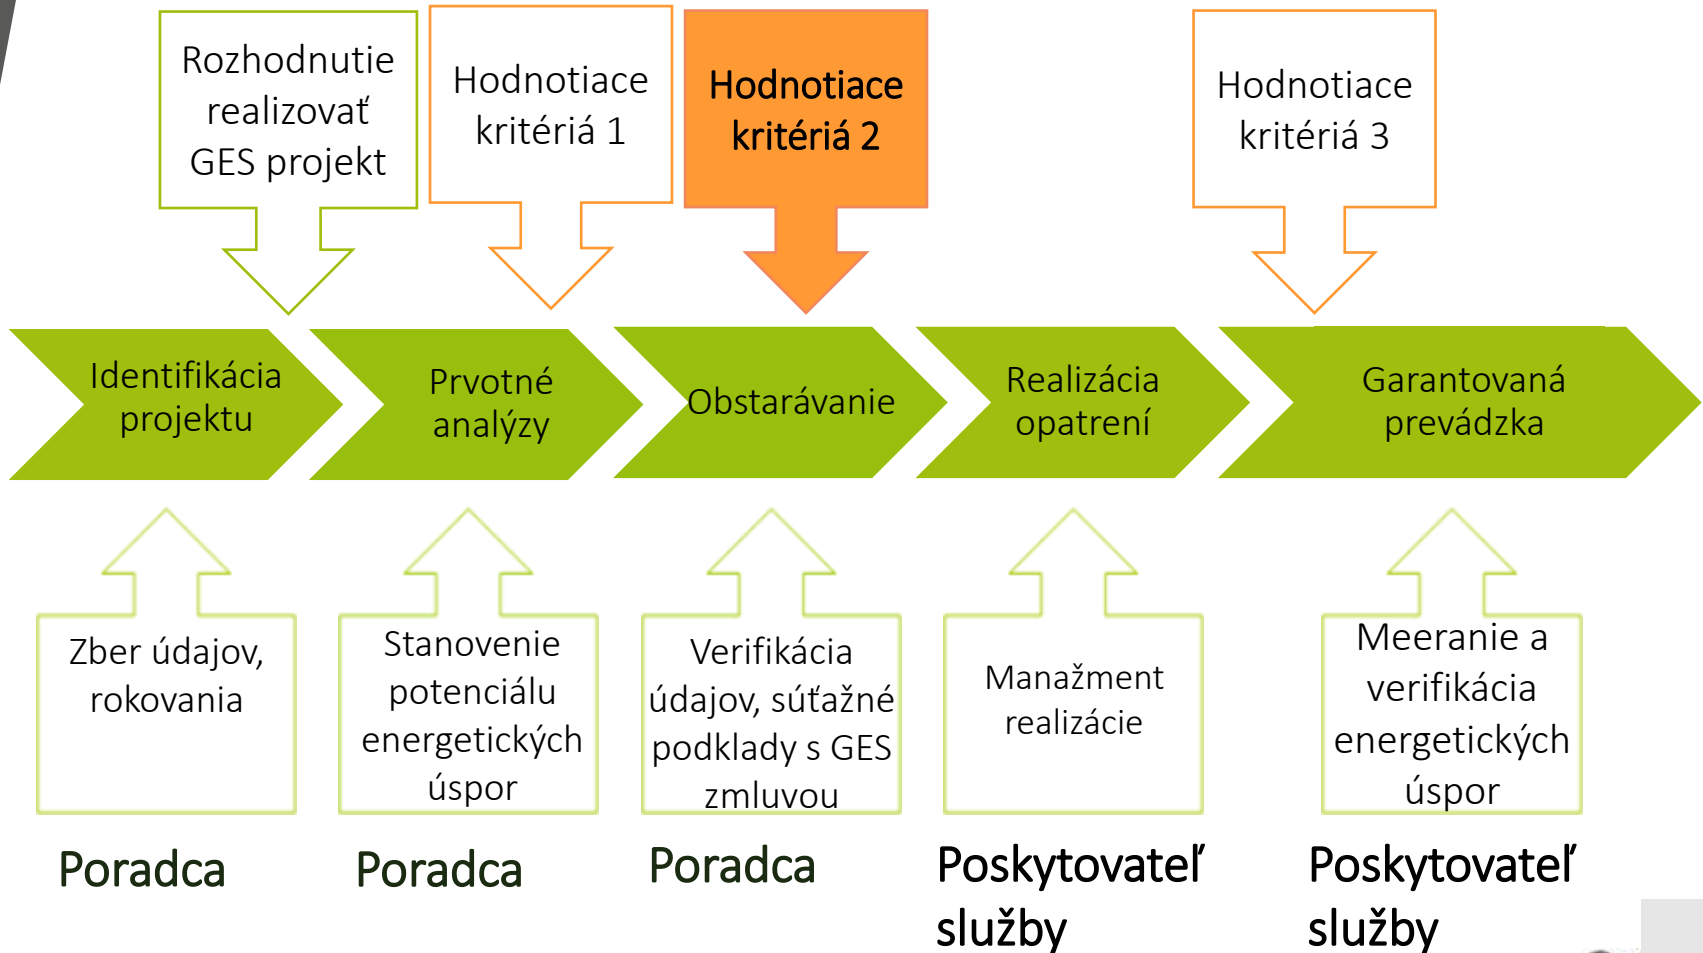 Rozhodnutie
realizovať
GES projekt
Hodnotiace
kritériá 1
Hodnotiace
kritériá 2
Hodnotiace
kritériá 3
Identifikácia
projektu
Prvotné
analýzy
Obstarávanie
Realizácia
opatrení
Garantovaná
prevádzka
Zber údajov,
rokovania
Stanovenie
potenciálu
energetických
úspor
Verifikácia
údajov, súťažné
podklady s GES
zmluvou
Manažment
realizácie
Meeranie a
verifikácia
energetických
úspor
Poradca
Poradca
Poradca
Poskytovateľ
služby
Poskytovateľ
služby